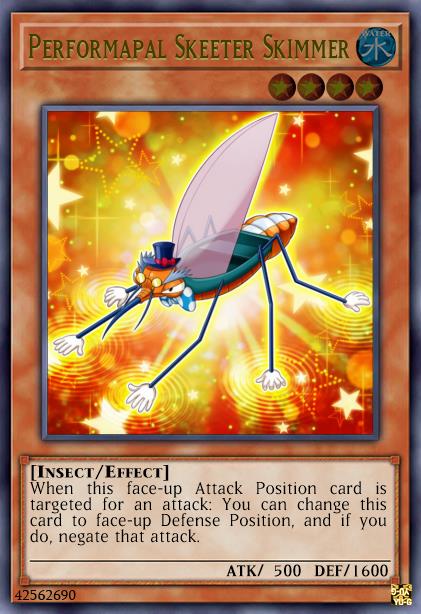 PERFORMAPAL SKEETER SKIMMER
WATER
水
[INSECT/EFFECT]
When this face-up Attack Position card is
targeted for an attack: You can change this
card to face-up Defense Position, and if you
do, negate that attack.
ATK/ 500 DEF/1600
42562690